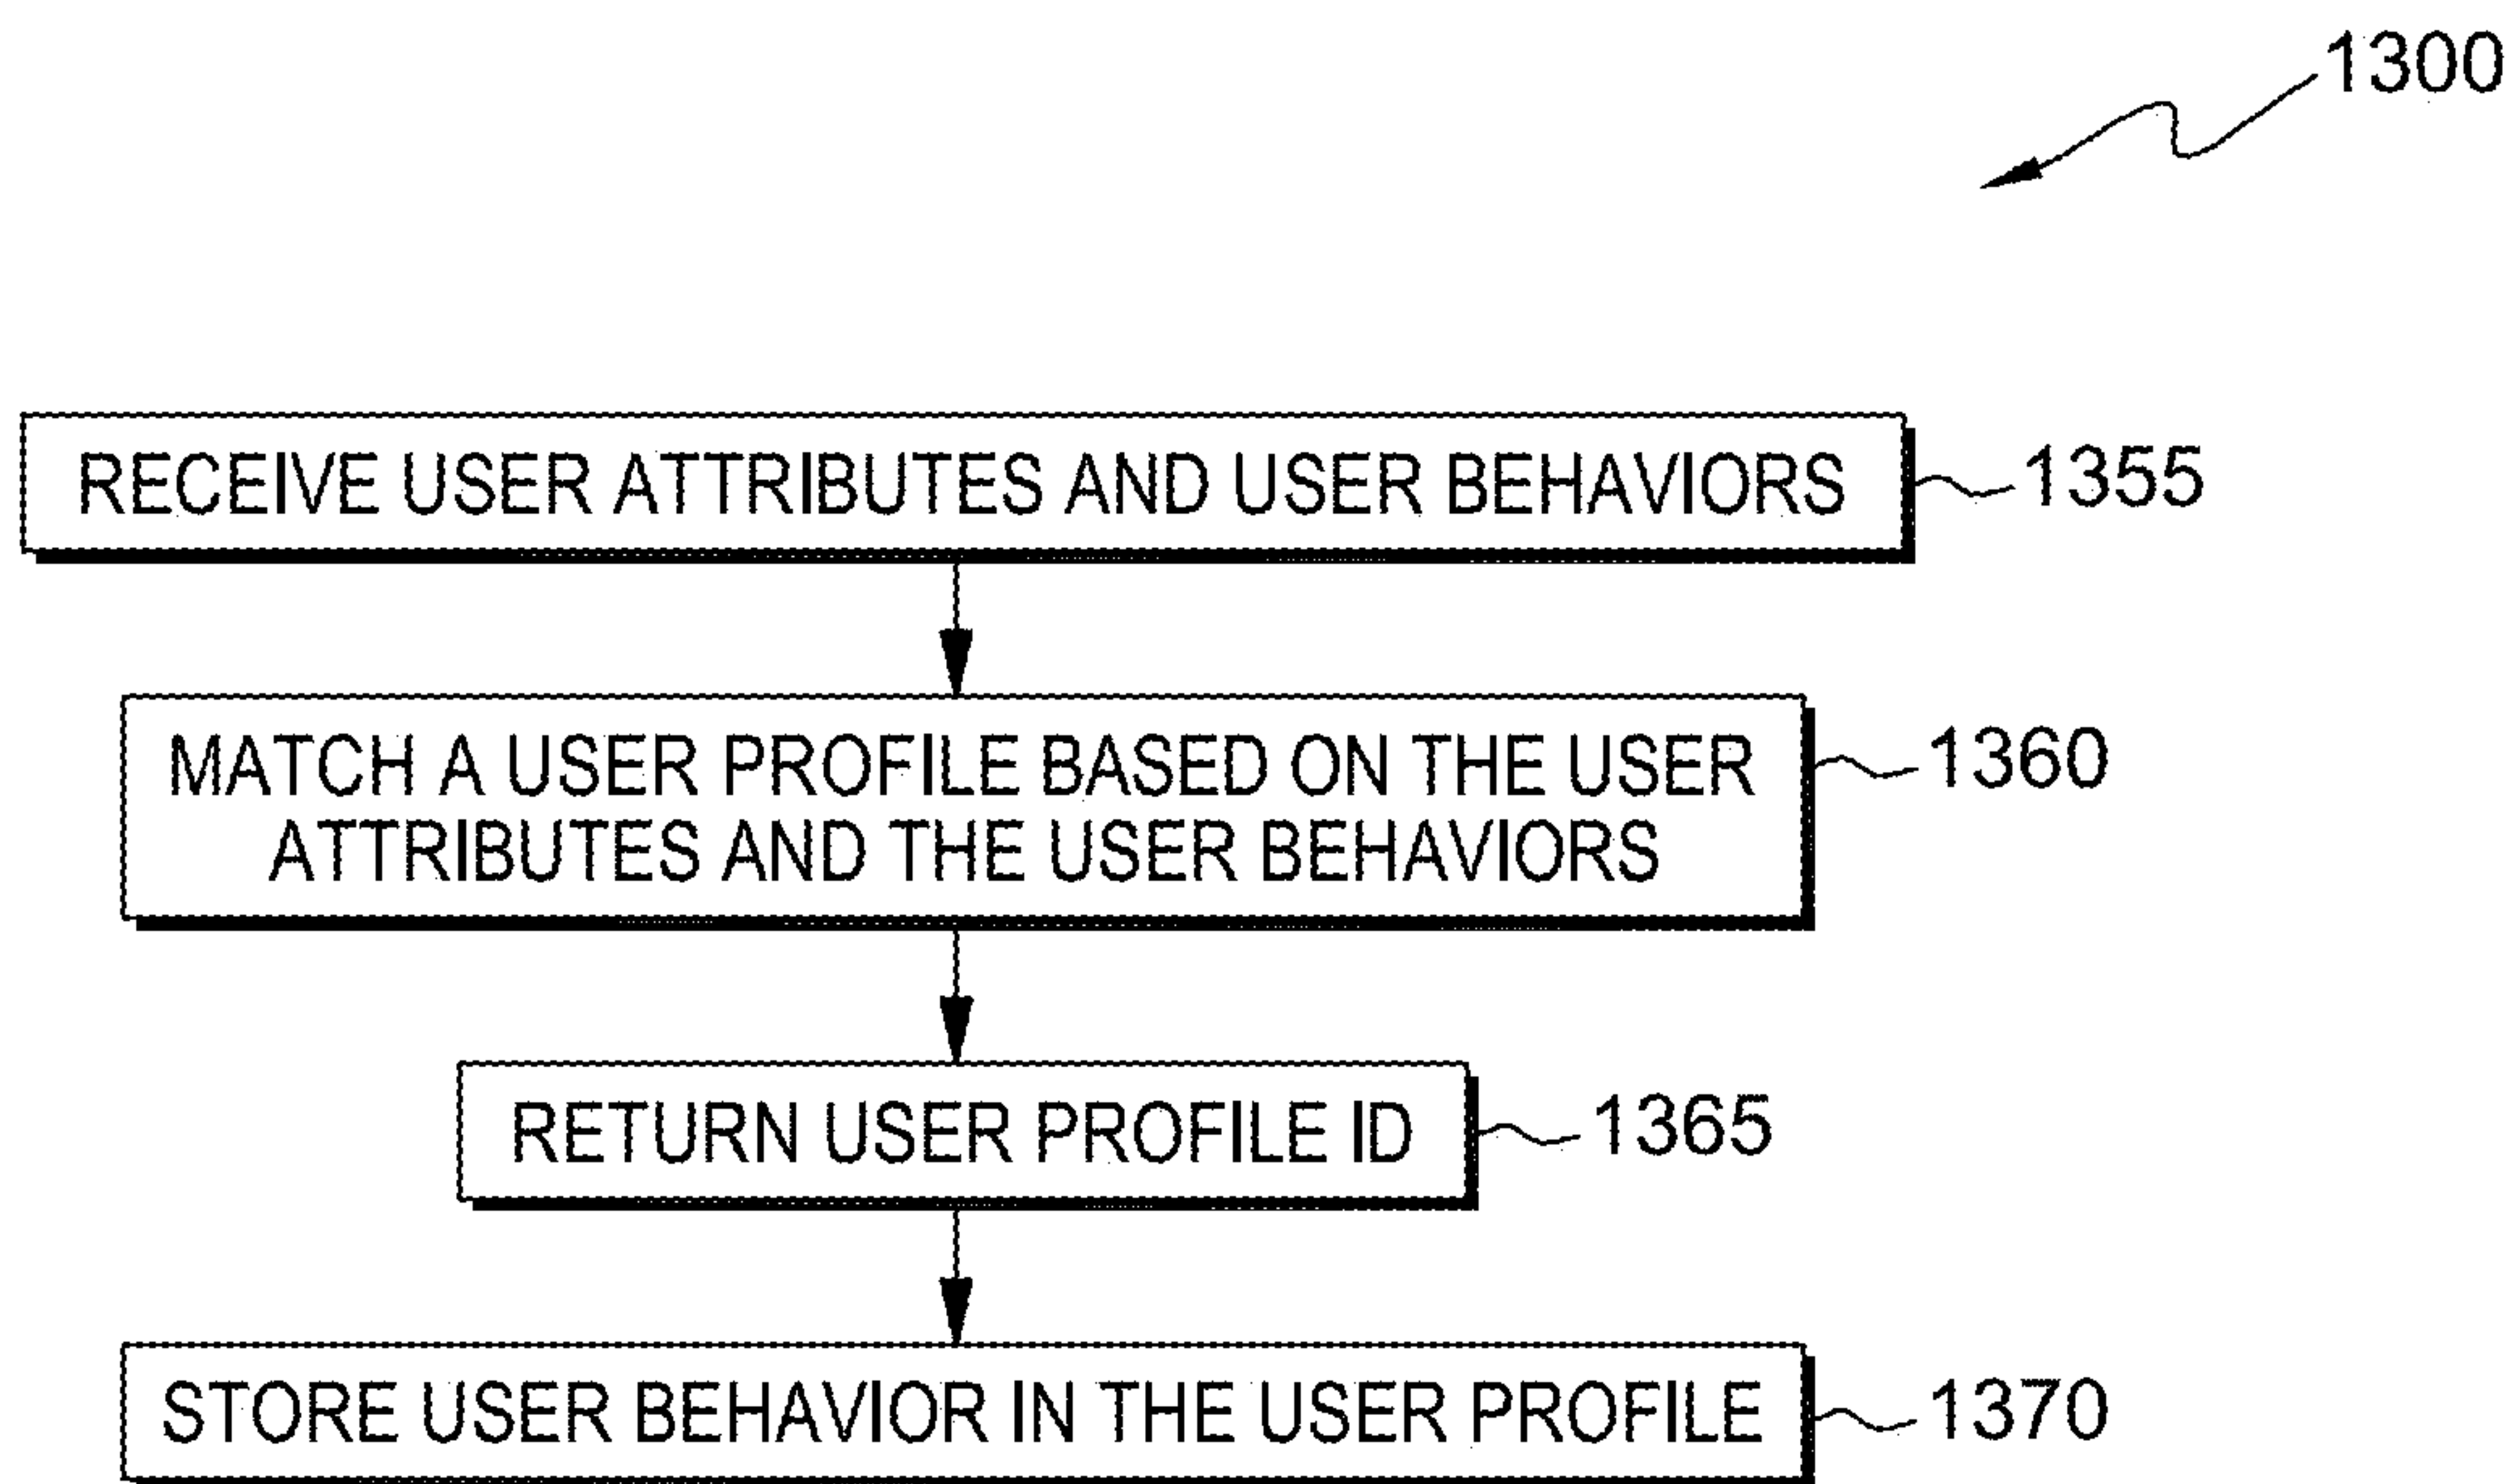 1300
RECEIVE USER ATTRIBUTES AND USER BEHAVIORS
1355
MATCH A USER PROFILE BASED ON THE USER
ATTRIBUTES AND THE USER BEHAVIORS
1360
RETURN USER PROFILE ID
1365
STORE USER BEHAVIOR IN THE USER PROFILE
1370